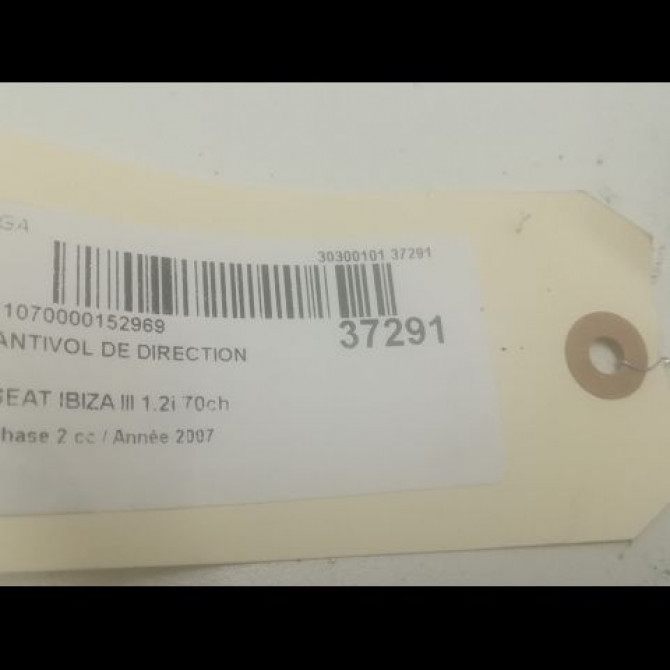 GA
30300101 37291
1070000152969
37291
ANTIVOL DE DIRECTION
SEAT IBIZA III 1.2i 70ch
hase 2 cc / Année 2007